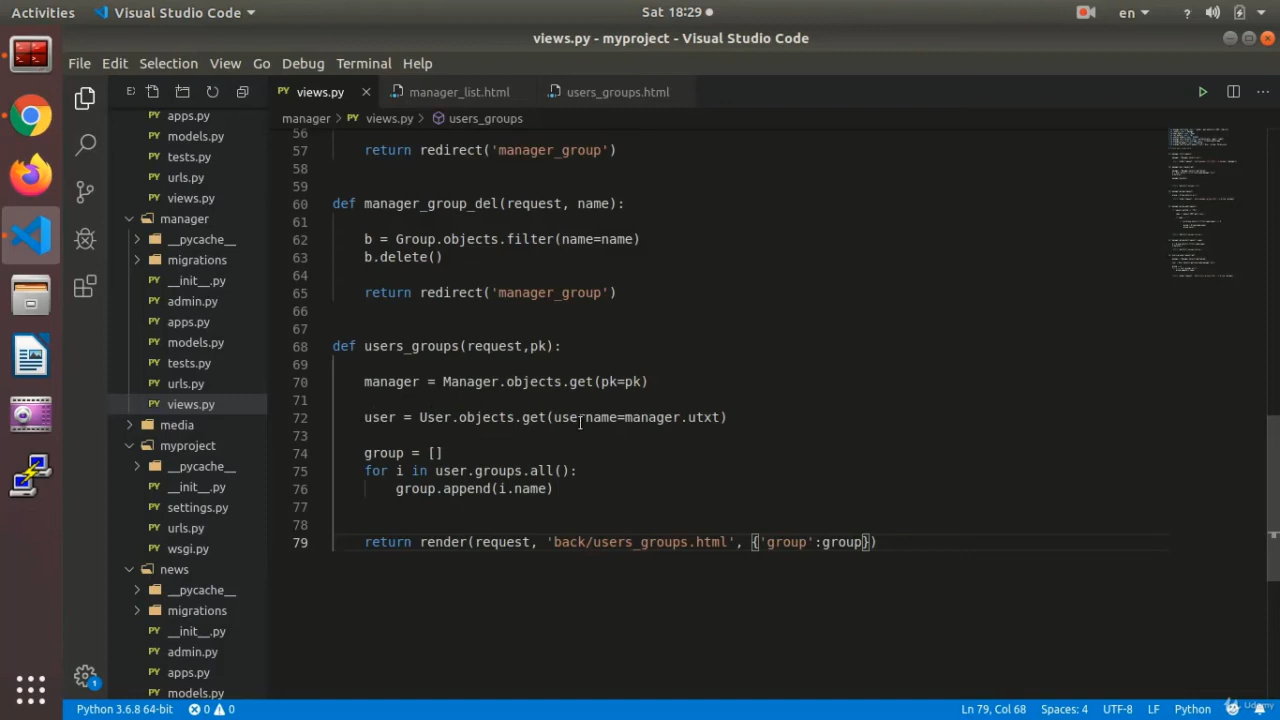 Activities Visual Studio Code Sat 18:29 en ?
views.py - myproject - Visual Studio Code
File Edit Selection View Go Debug Terminal Help
E views.py manager_list.html users_groups.html
manager > views.py > users_groups
apps.py
models.py
tests.py
urls.py
views.py
manager
__pycache__
migrations
__init__.py
admin.py
apps.py
models.py
tests.py
urls.py
views.py
media
myproject
__pycache__
__init__.py
settings.py
urls.py
wsgi.py
news
__pycache__
migrations
__init__.py
admin.py
apps.py
models.py
56
57 return redirect('manager_group')
58
59
60 def manager_group_ (request, name):
61
62 b = Group.objects.filter(name=name)
63 b.delete()
64
65 return redirect('manager_group')
66
67
68 def users_groups(request,pk):
69
70 manager = Manager.objects.get(pk=pk)
71
72 user = User.objects.get(username=manager.utxt)
73
74 group = []
75 for i in user.groups.all():
76 group.append(i.name)
77
78
79 return render(request, 'back/users_groups.html', {'group':group})
Python 3.6.8 64-bit 0 0 Ln 79, Col 68 Spaces: 4 UTF-8 LF Python
1
Udemy